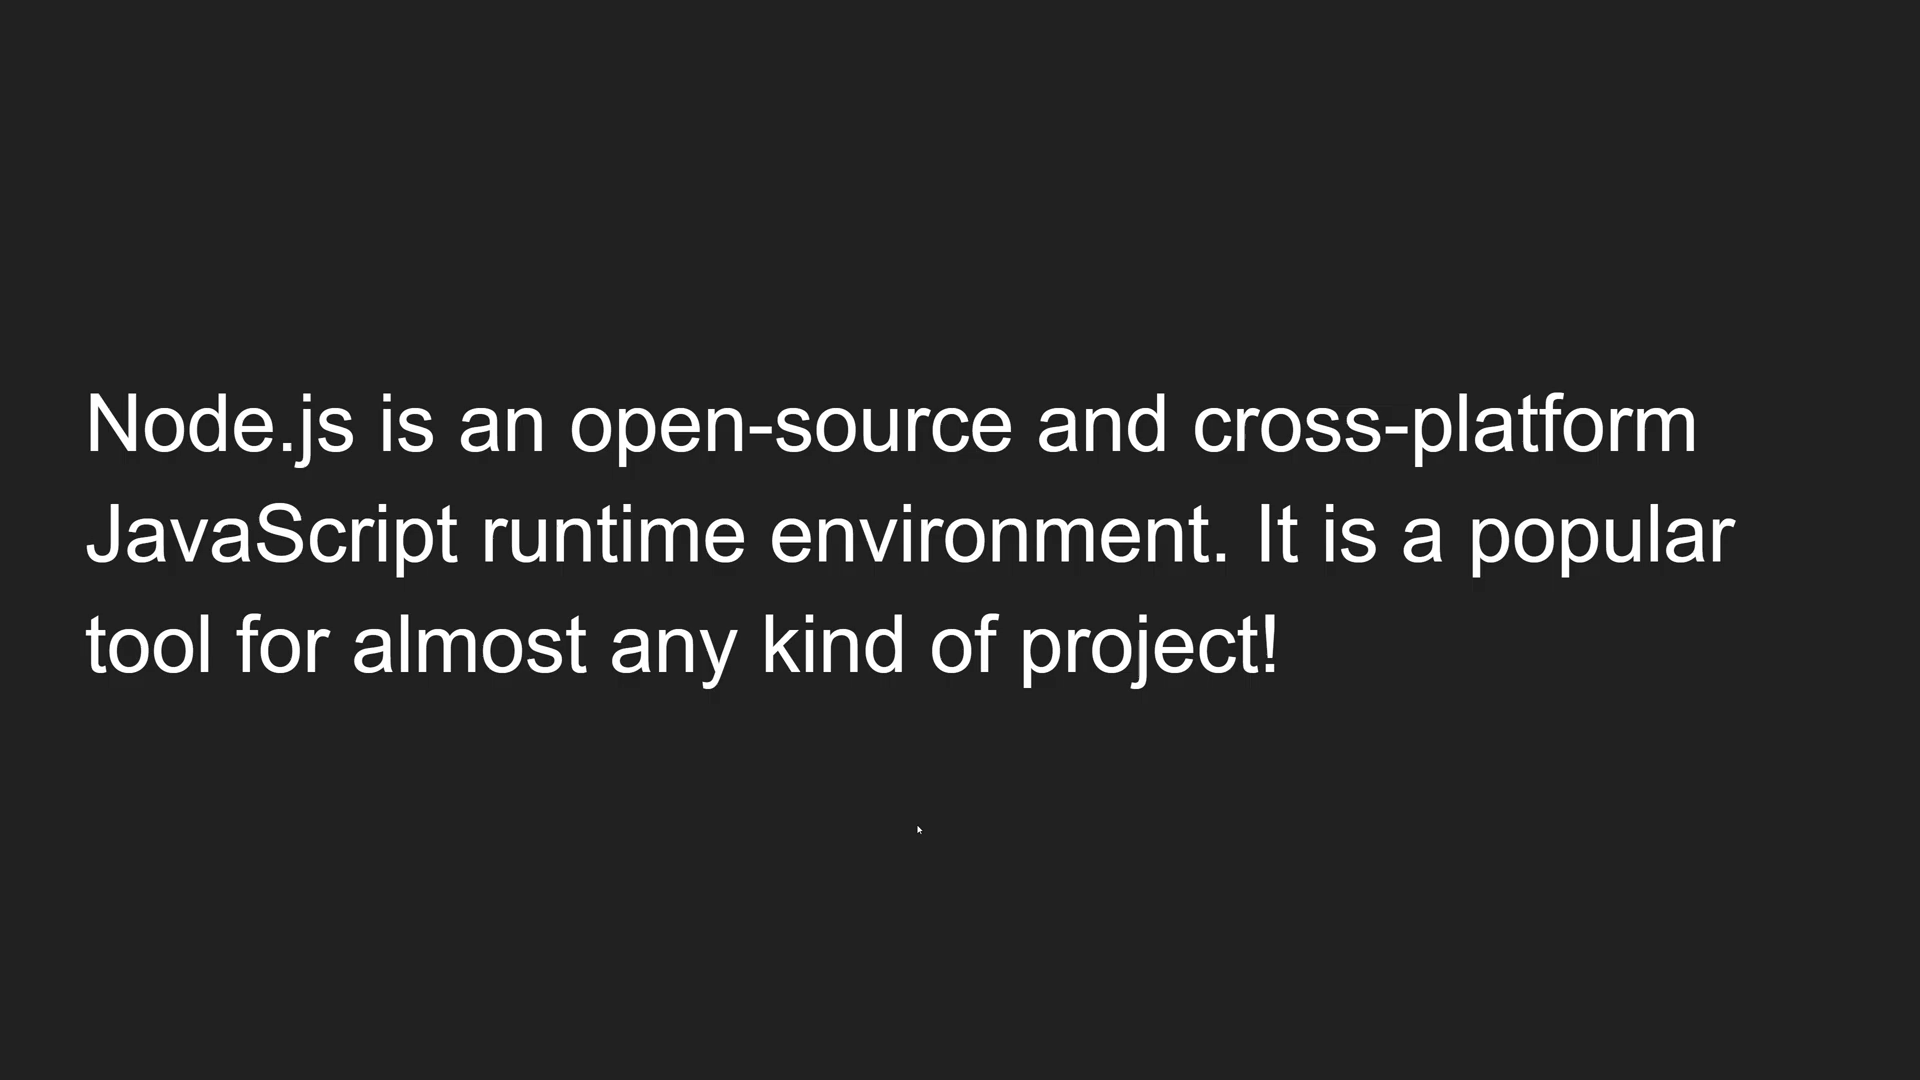 Node.js is an open-source and cross-platform
JavaScript runtime environment. It is a popular
tool for almost any kind of project!